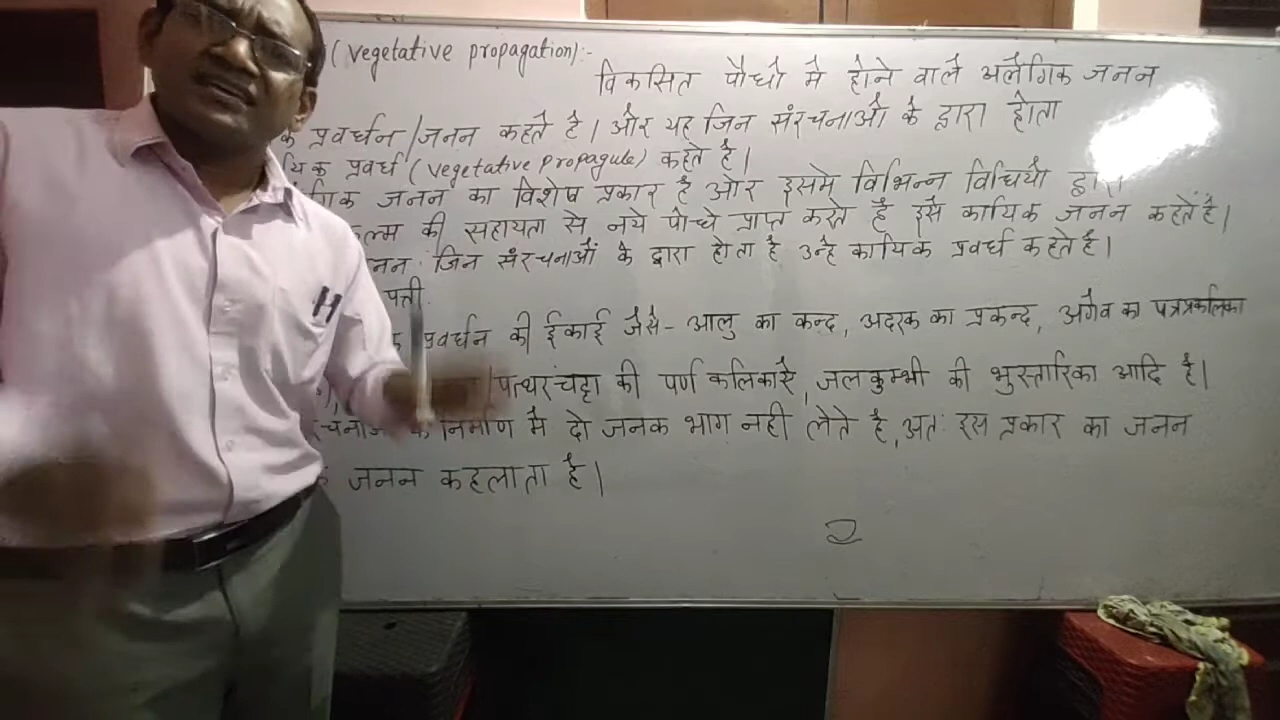 (vegetative propagation):-
विकसित पौधो मे होने वाले अलैगिक जनन
क प्रवर्धन/जनन कहते है। और यह जिन संरचनाओ के द्वारा होता
यिक प्रवर्ध (vegetative propagule) कहते है।
जनन का विशेष प्रकार है और इसमे विभिन्न विधियो द्वारा
कल्म की सहायता से नये पौधे प्राप्त करते है इसे कायिक जनन कहते है।
जिन संरचनाओं के द्वारा होता है उन्हे कायिक प्रवर्ध कहते है।
पत्ती
प्रवर्धन की ईकाई जैसे- आलु का कन्द, अदरक का प्रकन्द, अगेव का पत्रप्रकलिका
पत्थरचट्टा की पर्ण कलिकाएै, जलकुम्भी की भुस्तारिका आदि है।
निर्माण मे दो जनक भाग नही लेते है, अतः इस प्रकार का जनन
जनन कहलाता है।
2